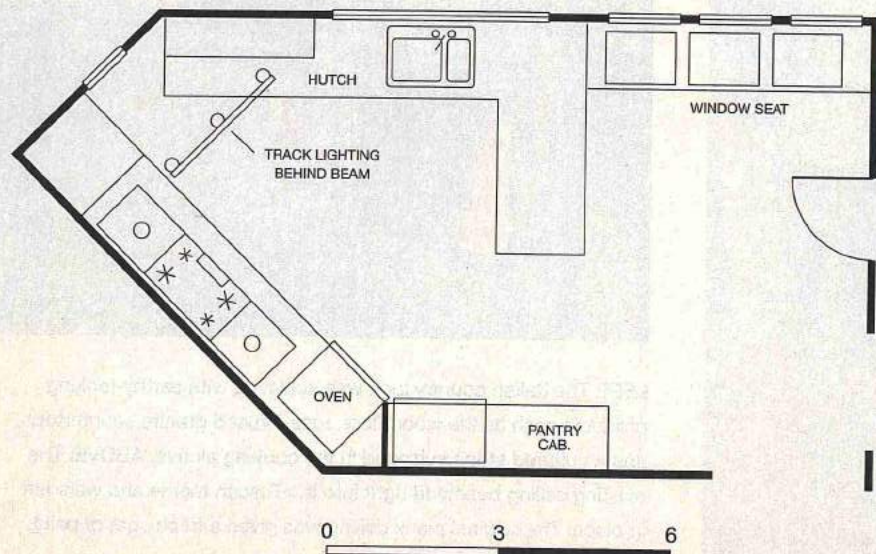 HUTCH
WINDOW SEAT
TRACK LIGHTING
BEHIND BEAM
OVEN
PANTRY
CAB.
0 3 6